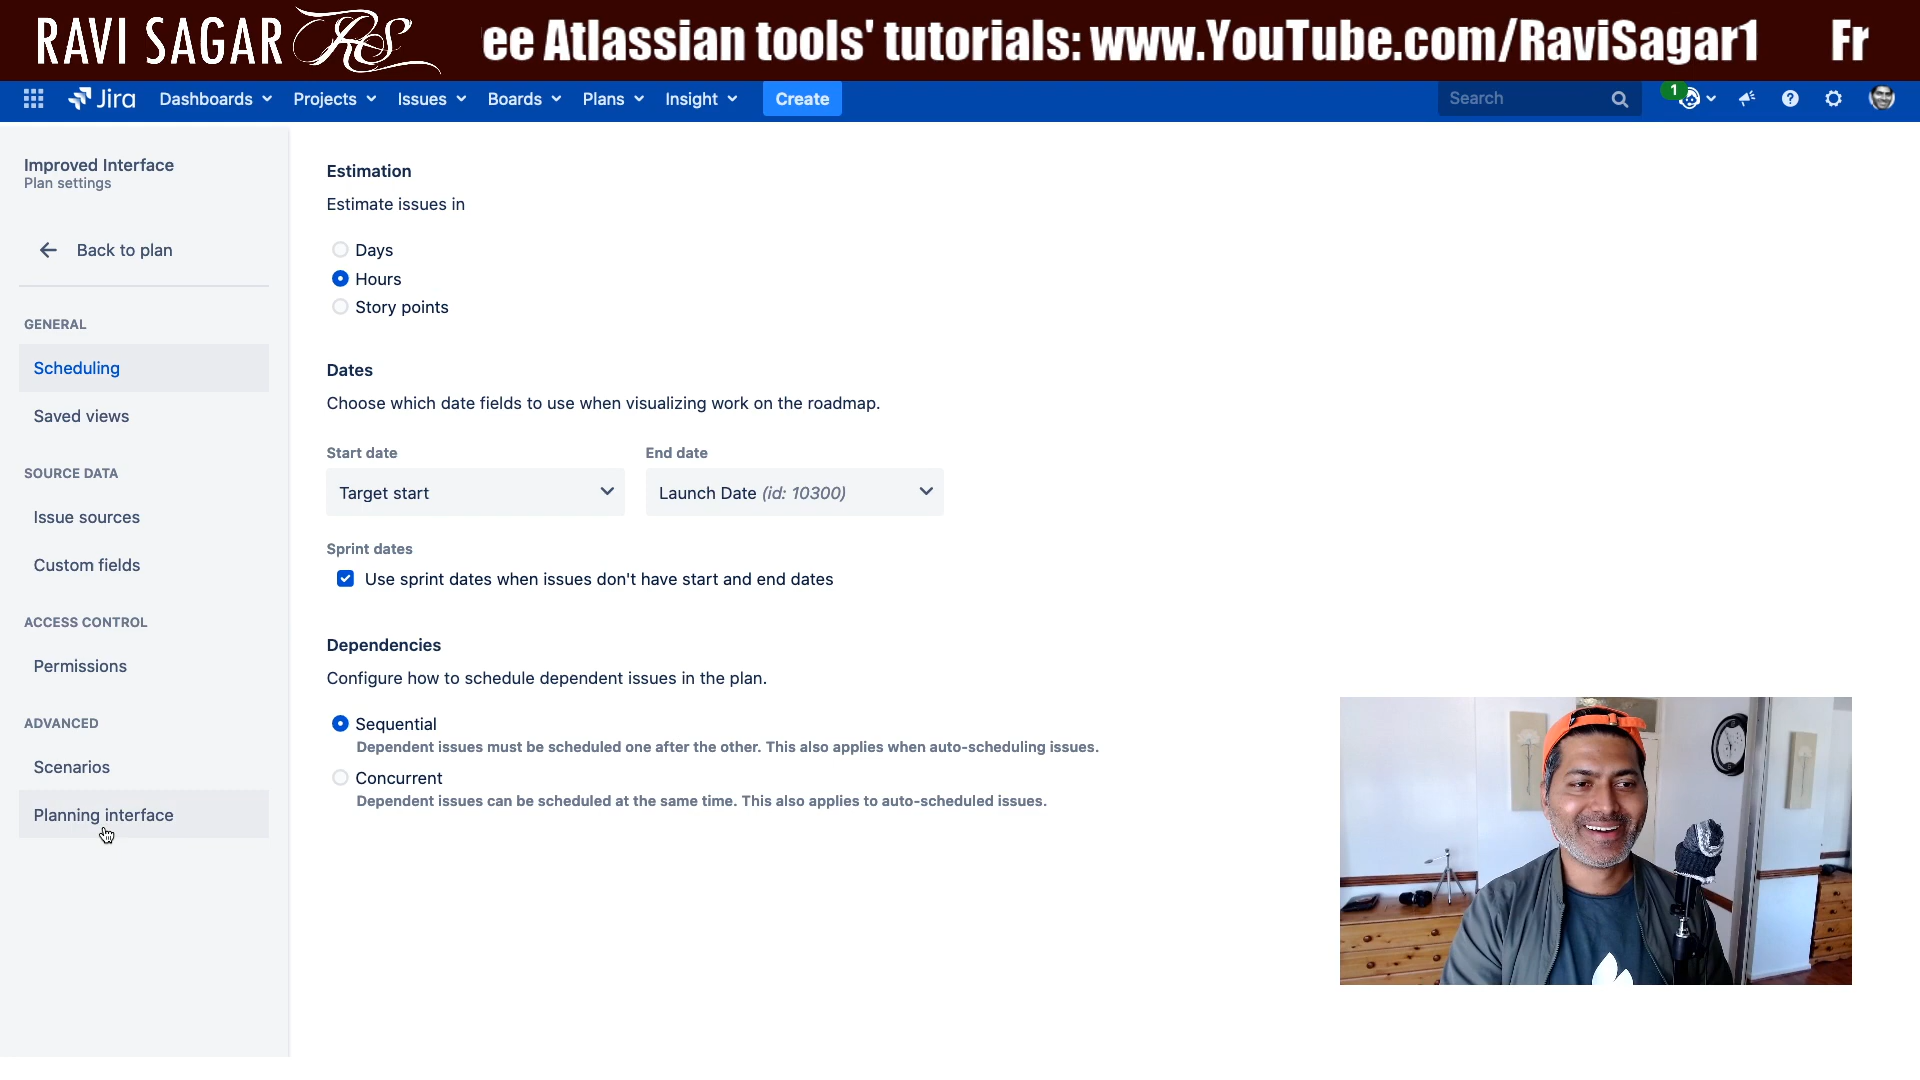 RAVI SAGAR RS ee Atlassian tools' tutorials: www.YouTube.com/RaviSagar1 Fr
Jira Dashboards Projects Issues Boards Plans Insight Create Search 1
Improved Interface
Plan settings
Back to plan
GENERAL
Scheduling
Saved views
SOURCE DATA
Issue sources
Custom fields
ACCESS CONTROL
Permissions
ADVANCED
Scenarios
Planning interface
Estimation
Estimate issues in
Days
Hours
Story points
Dates
Choose which date fields to use when visualizing work on the roadmap.
Start date End date
Target start Launch Date (id: 10300)
Sprint dates
Use sprint dates when issues don't have start and end dates
Dependencies
Configure how to schedule dependent issues in the plan.
Sequential
Dependent issues must be scheduled one after the other. This also applies when auto-scheduling issues.
Concurrent
Dependent issues can be scheduled at the same time. This also applies to auto-scheduled issues.